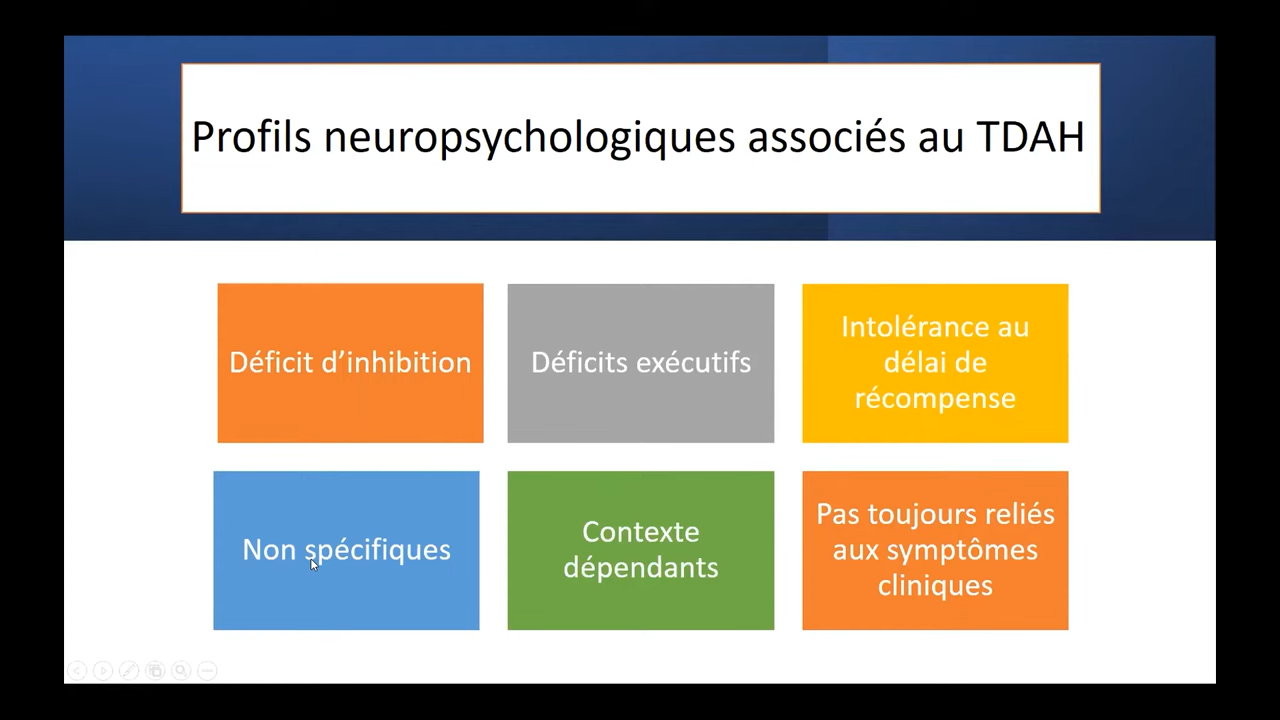 Profils neuropsychologiques associés au TDAH
Déficit d’inhibition
Déficits exécutifs
Intolérance au
délai de
récompense
Non spécifiques
Contexte
dépendants
Pas toujours reliés
aux symptômes
cliniques